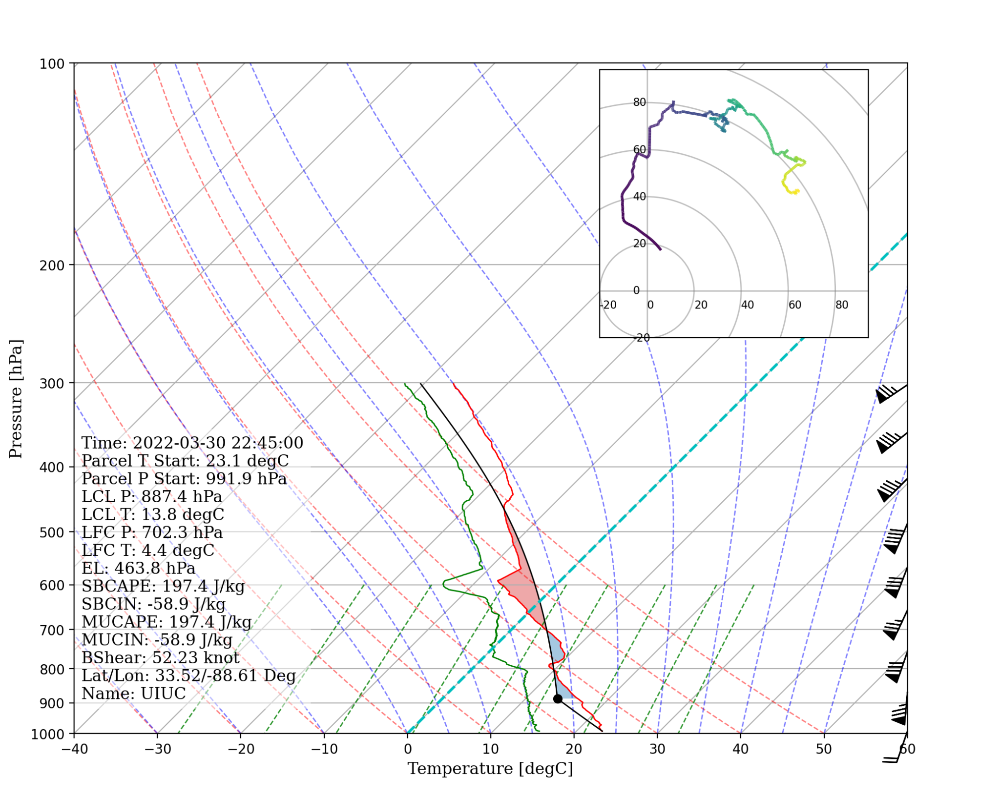 100
200
300
400
500
600
700
800
900
1000
Pressure [hPa]
80
60
40
20
0
-20
-20 0 20 40 60 80
Time: 2022-03-30 22:45:00
Parcel T Start: 23.1 degC
Parcel P Start: 991.9 hPa
LCL P: 887.4 hPa
LCL T: 13.8 degC
LFC P: 702.3 hPa
LFC T: 4.4 degC
EL: 463.8 hPa
SBCAPE: 197.4 J/kg
SBCIN: -58.9 J/kg
MUCAPE: 197.4 J/kg
MUCIN: -58.9 J/kg
BShear: 52.23 knot
Lat/Lon: 33.52/-88.61 Deg
Name: UIUC
−40 −30 −20 −10 0 10 20 30 40 50 60
Temperature [degC]